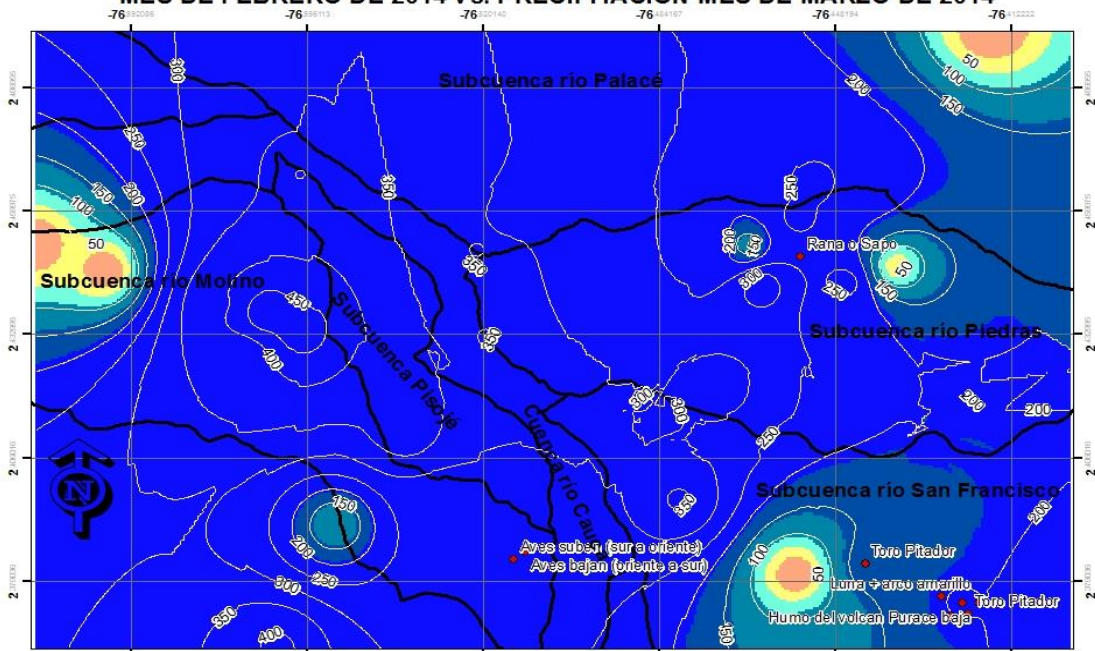 MES DE FEBRERO DE 2014 Vs. PRECIPITACIÓN MES DE MARZO DE 2014
-76 -76 -76 -76 -76 -76
Subcuenca río Palacé
300
50
100
150
200
250
350
250
150
200
100
50
200
150
Rana o Sapo
50
Subcuenca río Molino
350
300
250
150
450
Subcuenca Pisojé
Subcuenca río Piedras
350
400
300
300
200
200
250
Cuenca río Cauca
N
150
350
Subcuenca río San Francisco
200
200
Aves suben (sur a oriente)
Aves bajan (oriente a sur)
100
50
Toro Pitador
250
300
Luna + arco amarillo
Toro Pitador
350
Humo del volcan Purace baja
400
150